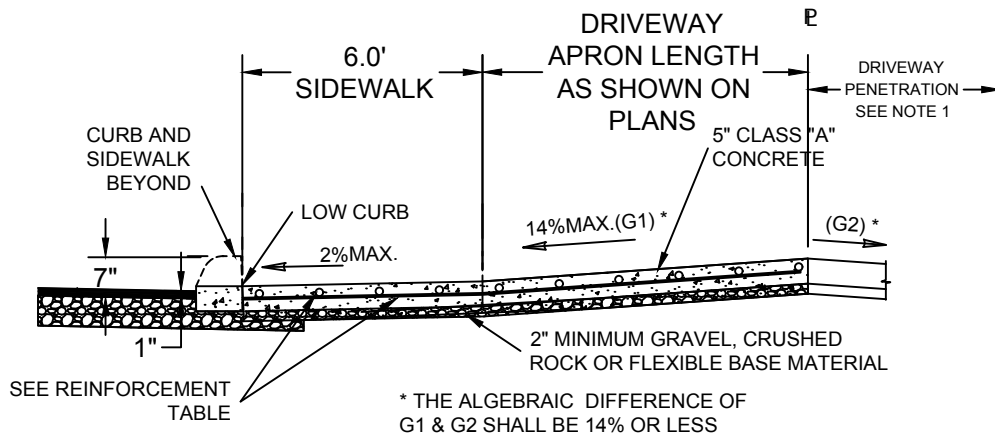 ℄
DRIVEWAY
APRON LENGTH
AS SHOWN ON
PLANS
6.0'
SIDEWALK
DRIVEWAY
PENETRATION
SEE NOTE 1
CURB AND
SIDEWALK
BEYOND
5" CLASS "A"
CONCRETE
LOW CURB
14%MAX.(G1) *
(G2) *
2%MAX.
7"
1"
2" MINIMUM GRAVEL, CRUSHED
ROCK OR FLEXIBLE BASE MATERIAL
SEE REINFORCEMENT
TABLE
* THE ALGEBRAIC DIFFERENCE OF
G1 & G2 SHALL BE 14% OR LESS